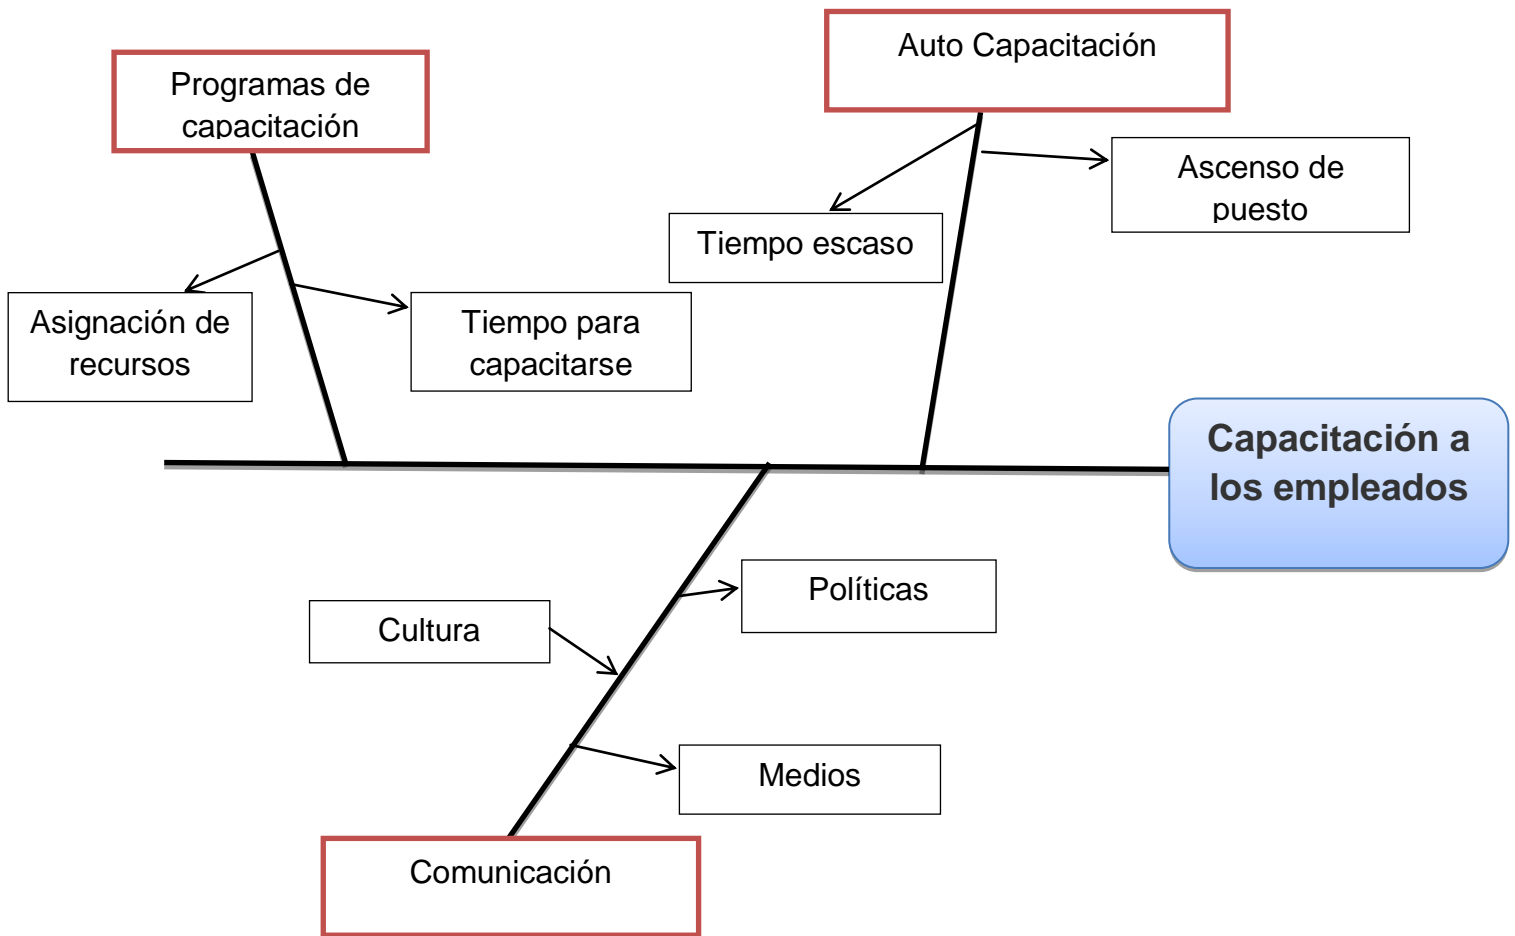 Auto Capacitación
Programas de
capacitación
Ascenso de
puesto
Tiempo escaso
Asignación de
recursos
Tiempo para
capacitarse
Capacitación a
los empleados
Políticas
Cultura
Medios
Comunicación